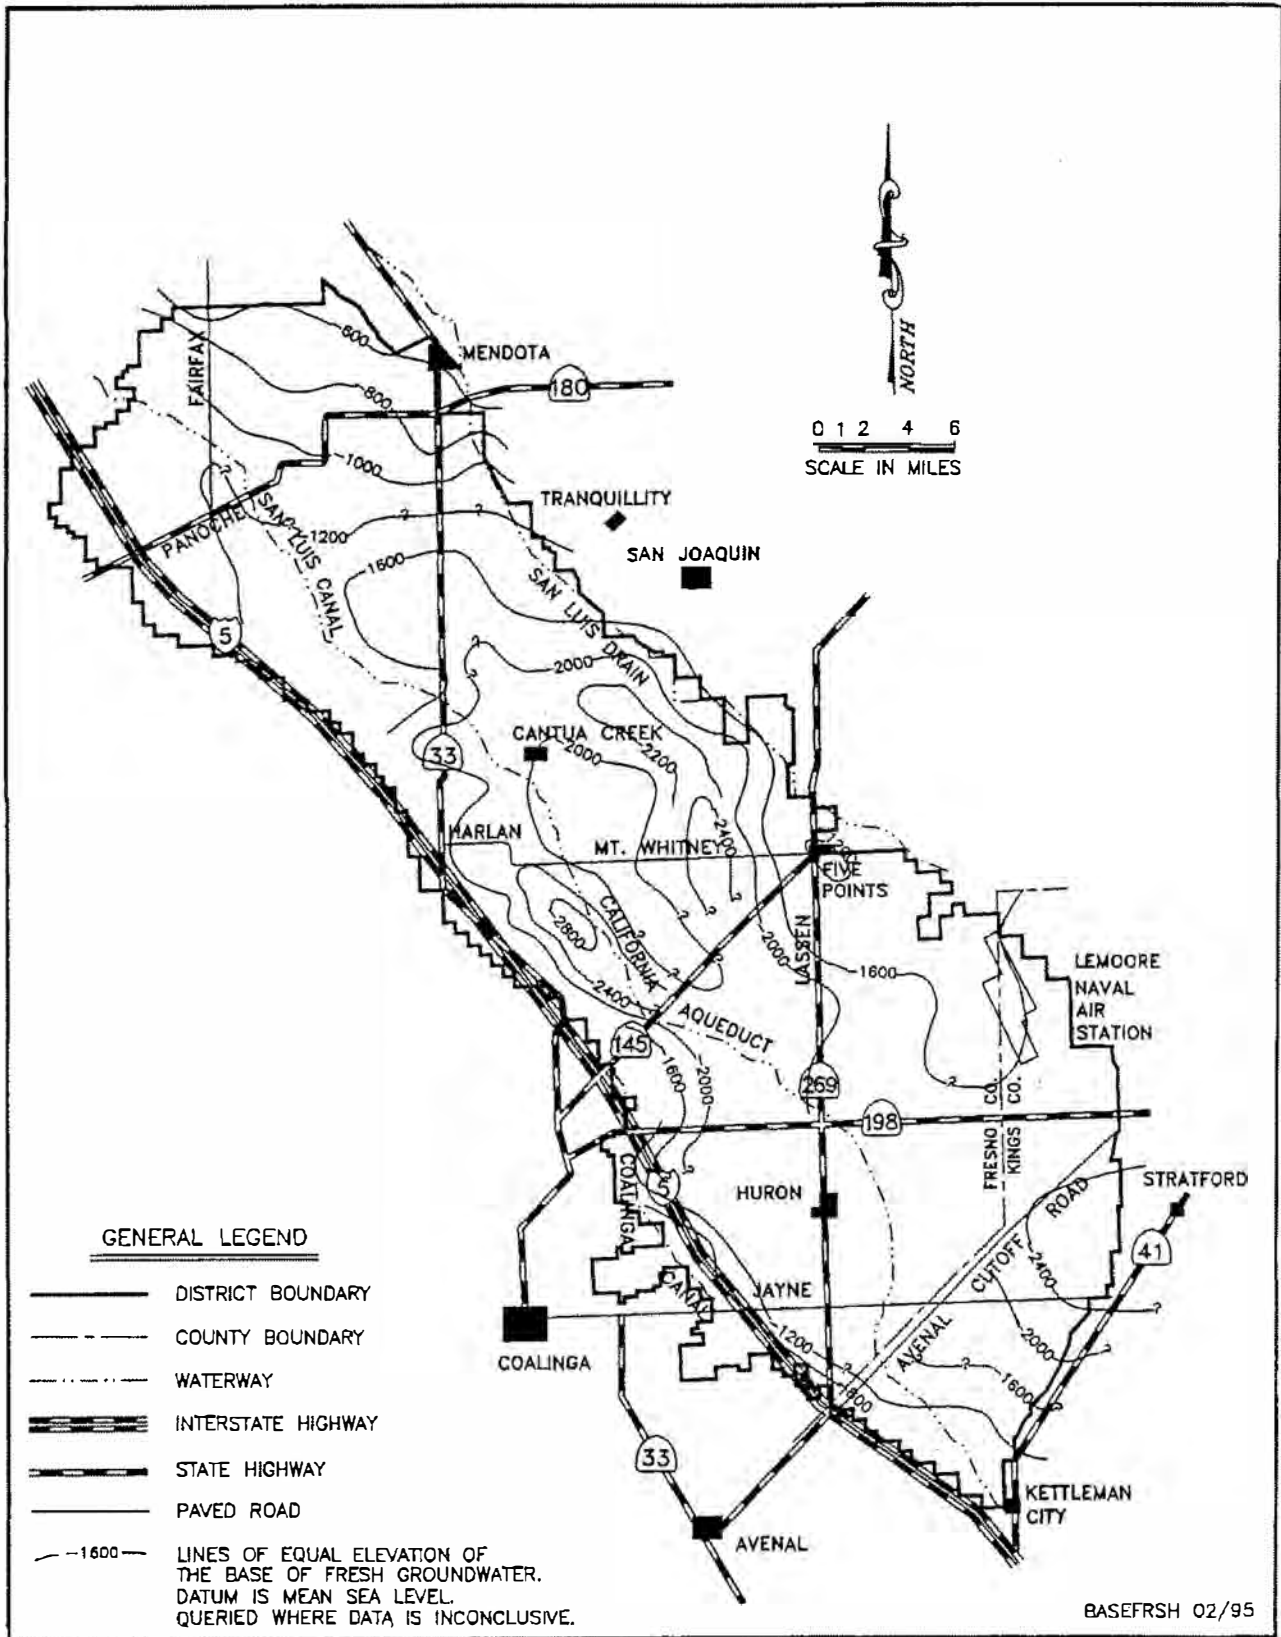 NORTH
0 1 2 4 6
SCALE IN MILES
FAIRFAX
-600
MENDOTA
180
-800
-1000
?
TRANQUILLITY
PANOCHE
SAN LUIS CANAL
-1200
?
?
SAN JOAQUIN
-1600
SAN LUIS DRAIN
5
?
?
-2000
CANTUA CREEK
33
-2000
-2200
HARLAN
MT. WHITNEY
-2400
FIVE
POINTS
?
?
?
CALIFORNIA
-2800
?
?
?
LASSEN
-2000
-1600
LEMOORE
NAVAL
AIR
STATION
-2400
AQUEDUCT
145
-1600
-2000
269
?
198
FRESNO CO.
KINGS CO.
?
?
COALINGA
5
HURON
ROAD
STRATFORD
GENERAL LEGEND
CUTOFF
41
DISTRICT BOUNDARY
CANAL
JAYNE
-2400
?
COUNTY BOUNDARY
COALINGA
-1200
AVENAL
-2000
?
WATERWAY
?
?
-1600
?
INTERSTATE HIGHWAY
33
STATE HIGHWAY
PAVED ROAD
KETTLEMAN
CITY
AVENAL
-1600
LINES OF EQUAL ELEVATION OF
THE BASE OF FRESH GROUNDWATER.
DATUM IS MEAN SEA LEVEL.
QUERIED WHERE DATA IS INCONCLUSIVE.
BASEFRSH 02/95